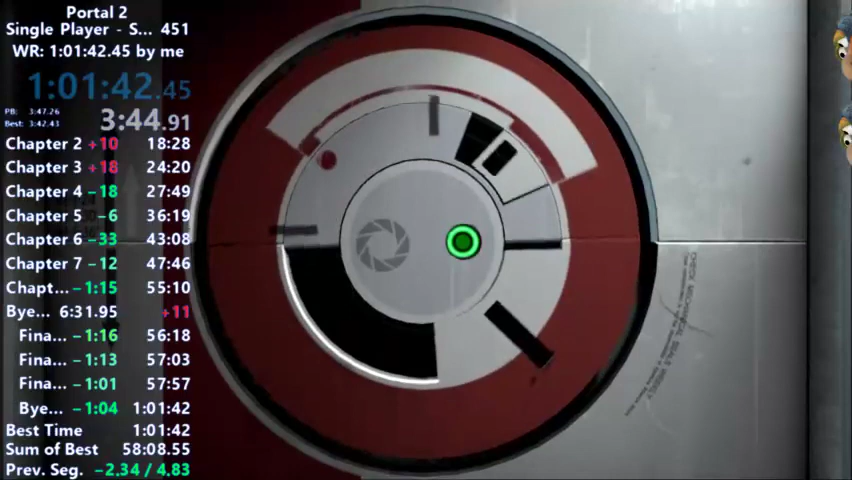 Portal 2
Single Player - S... 451
WR: 1:01:42.45 by me
1:01:42.45
PB: 3:47.26
Best: 3:42.43
3:44.91
Chapter 2 +10 18:28
Chapter 3 +18 24:20
Chapter 4 −18 27:49
Chapter 5 −6 36:19
Chapter 6 −33 43:08
Chapter 7 −12 47:46
Chapt... −1:15 55:10
Bye... 6:31.95 +11
Fina... −1:16 56:18
Fina... −1:13 57:03
Fina... −1:01 57:57
Bye... −1:04 1:01:42
Best Time 1:01:42
Sum of Best 58:08.55
Prev. Seg. −2.34 / 4.83
CHECK MECHANICAL SEALS WEEKLY